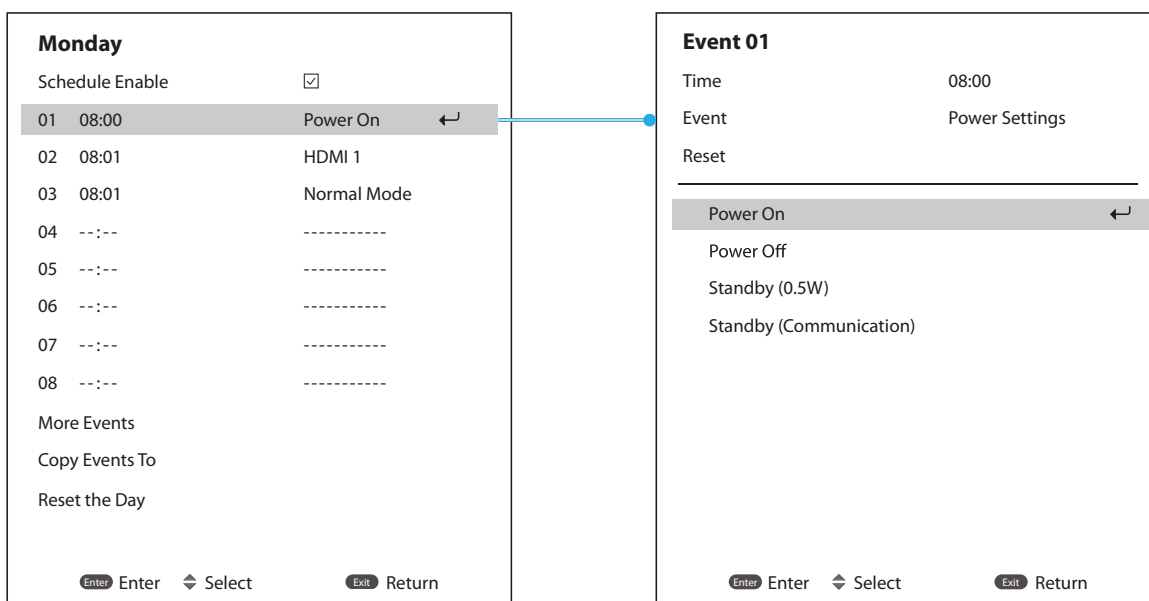 Monday
Schedule Enable
01 08:00 Power On
02 08:01 HDMI 1
03 08:01 Normal Mode
04 --:-- -----------
05 --:-- -----------
06 --:-- -----------
07 --:-- -----------
08 --:-- -----------
More Events
Copy Events To
Reset the Day
Enter Enter Select Exit Return
Event 01
Time 08:00
Event Power Settings
Reset
Power On
Power Off
Standby (0.5W)
Standby (Communication)
Enter Enter Select Exit Return